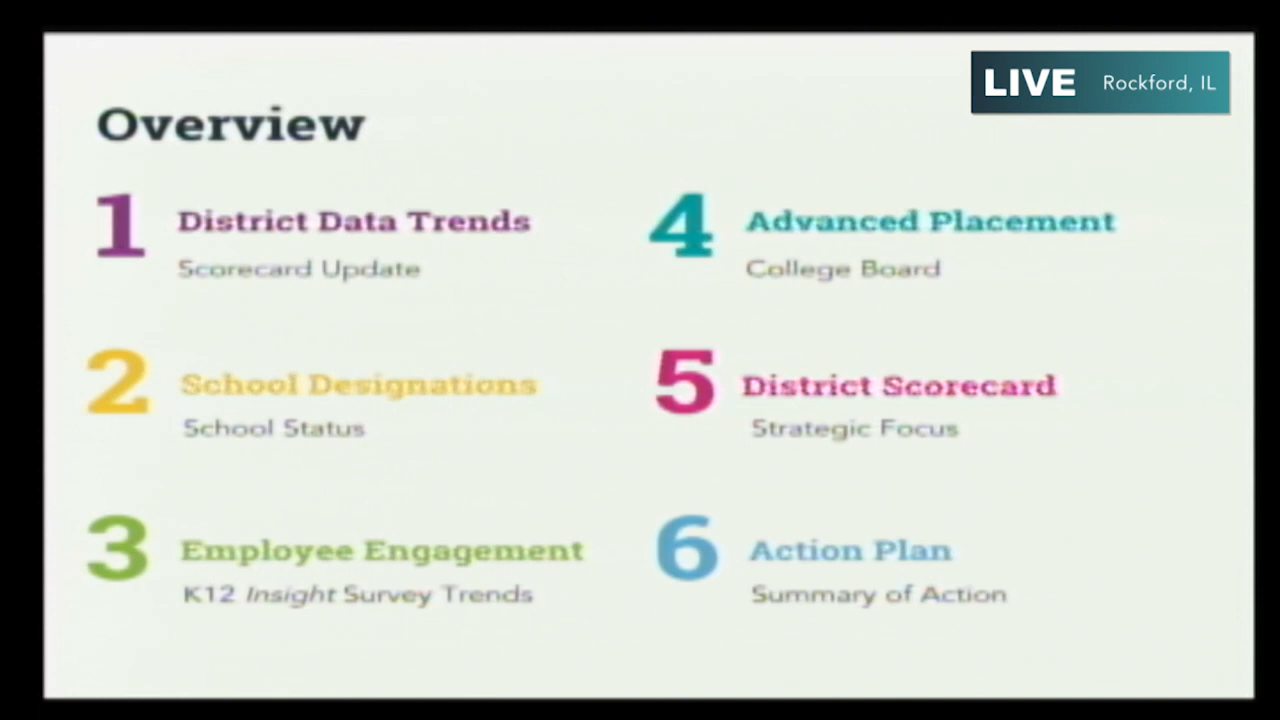 LIVE Rockford, IL
Overview
1 District Data Trends
Scorecard Update
2 School Designations
School Status
3 Employee Engagement
K12 Insight Survey Trends
4 Advanced Placement
College Board
5 District Scorecard
Strategic Focus
6 Action Plan
Summary of Action